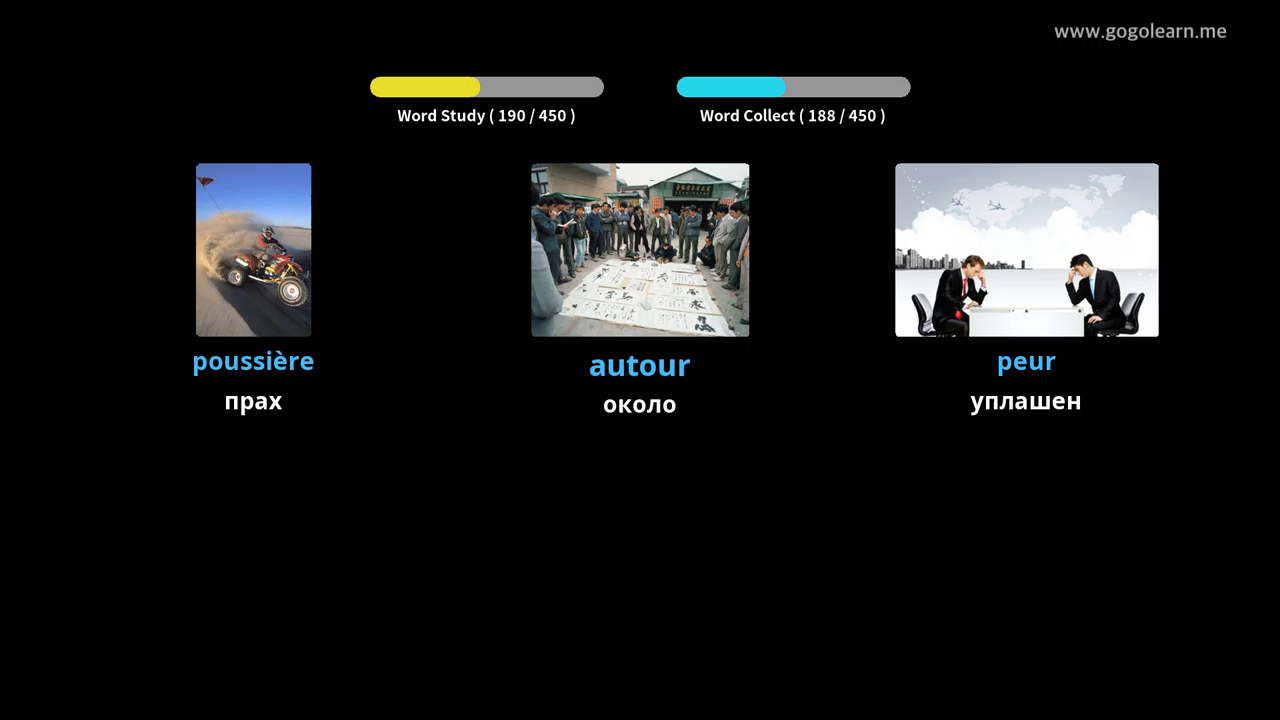 www.gogolearn.me
Word Study ( 190 / 450 )
Word Collect ( 188 / 450 )
poussière
autour
peur
прах
около
уплашен